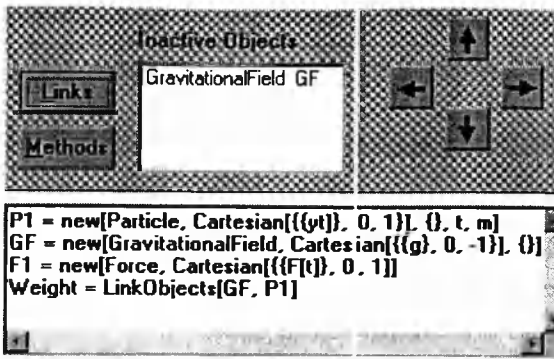 Inactive Objects
Links
GravitationalField GF
Methods
P1 = new[Particle, Cartesian[{{yt]}, 0, 1}], {}, t, m]
GF = new[GravitationalField, Cartesian[{{g}, 0, -1}], {}]
F1 = new[Force, Cartesian[{{F[t]}, 0, 1]]
Weight = LinkObjects[GF, P1]